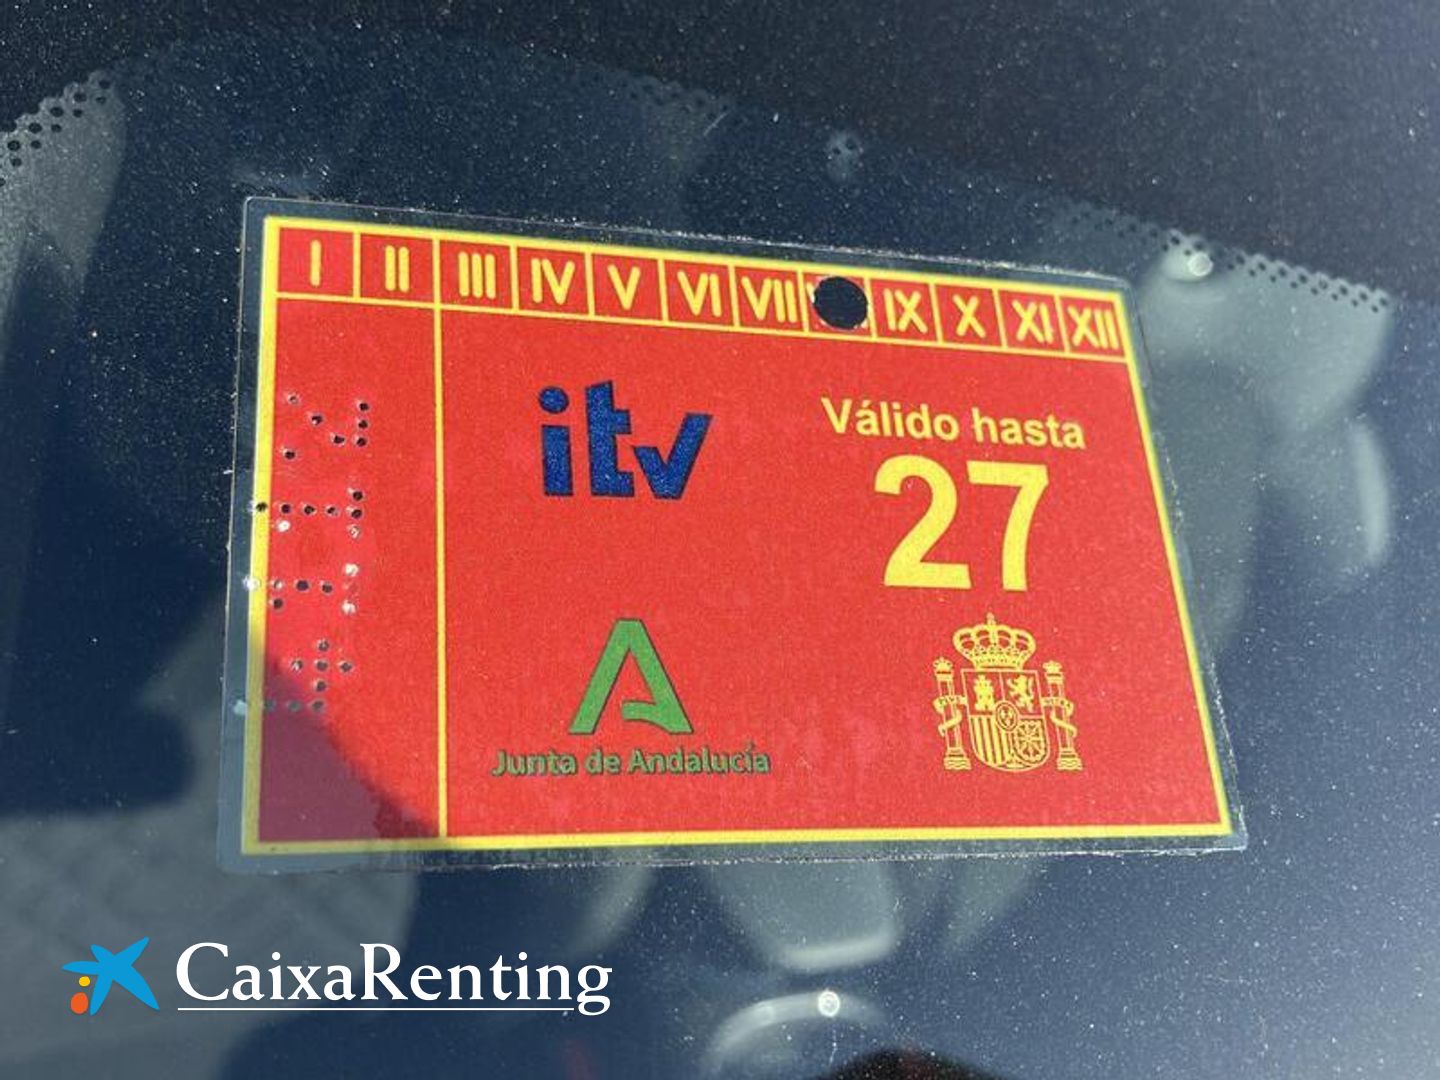 I II III IV V VI VII IX X XI XII
itv
Válido hasta
27
Junta de Andalucía
CaixaRenting